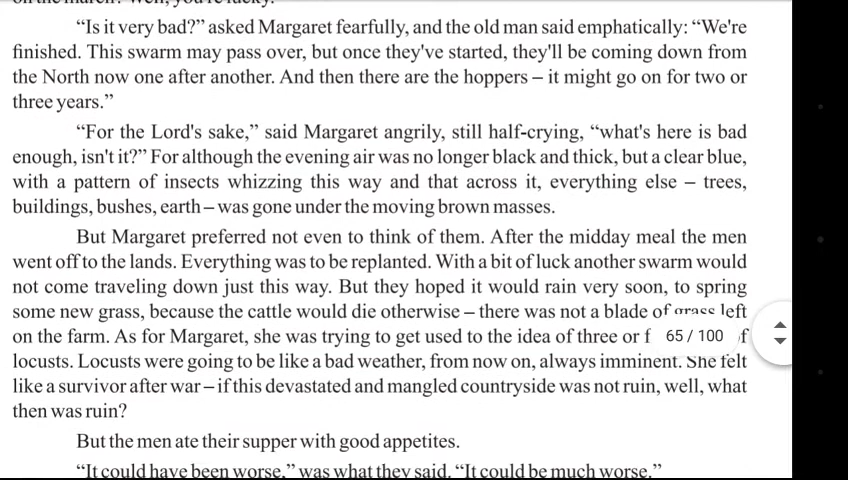 "Is it very bad?" asked Margaret fearfully, and the old man said emphatically: "We're
finished. This swarm may pass over, but once they've started, they'll be coming down from
the North now one after another. And then there are the hoppers – it might go on for two or
three years."
"For the Lord's sake," said Margaret angrily, still half-crying, "what's here is bad
enough, isn't it?" For although the evening air was no longer black and thick, but a clear blue,
with a pattern of insects whizzing this way and that across it, everything else – trees,
buildings, bushes, earth – was gone under the moving brown masses.
But Margaret preferred not even to think of them. After the midday meal the men
went off to the lands. Everything was to be replanted. With a bit of luck another swarm would
not come traveling down just this way. But they hoped it would rain very soon, to spring
some new grass, because the cattle would die otherwise – there was not a blade of grass left
on the farm. As for Margaret, she was trying to get used to the idea of three or f 65 / 100 f
locusts. Locusts were going to be like a bad weather, from now on, always imminent. She felt
like a survivor after war – if this devastated and mangled countryside was not ruin, well, what
then was ruin?
But the men ate their supper with good appetites.
"It could have been worse," was what they said. "It could be much worse."